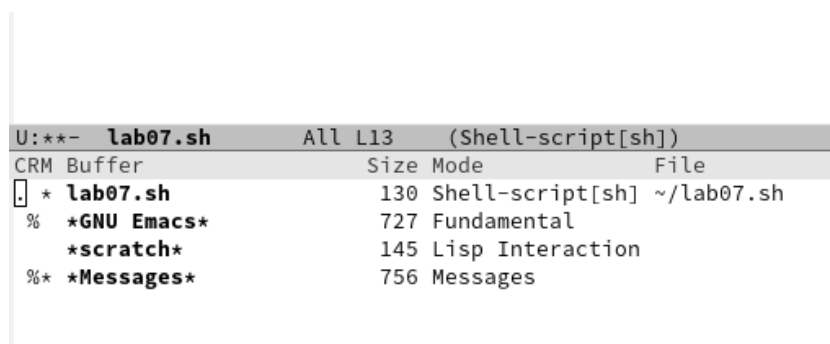 U:**-  lab07.sh       All L13    (Shell-script[sh])
CRM Buffer                 Size Mode             File
. * lab07.sh                130 Shell-script[sh] ~/lab07.sh
 %  *GNU Emacs*             727 Fundamental
    *scratch*               145 Lisp Interaction
 %* *Messages*              756 Messages